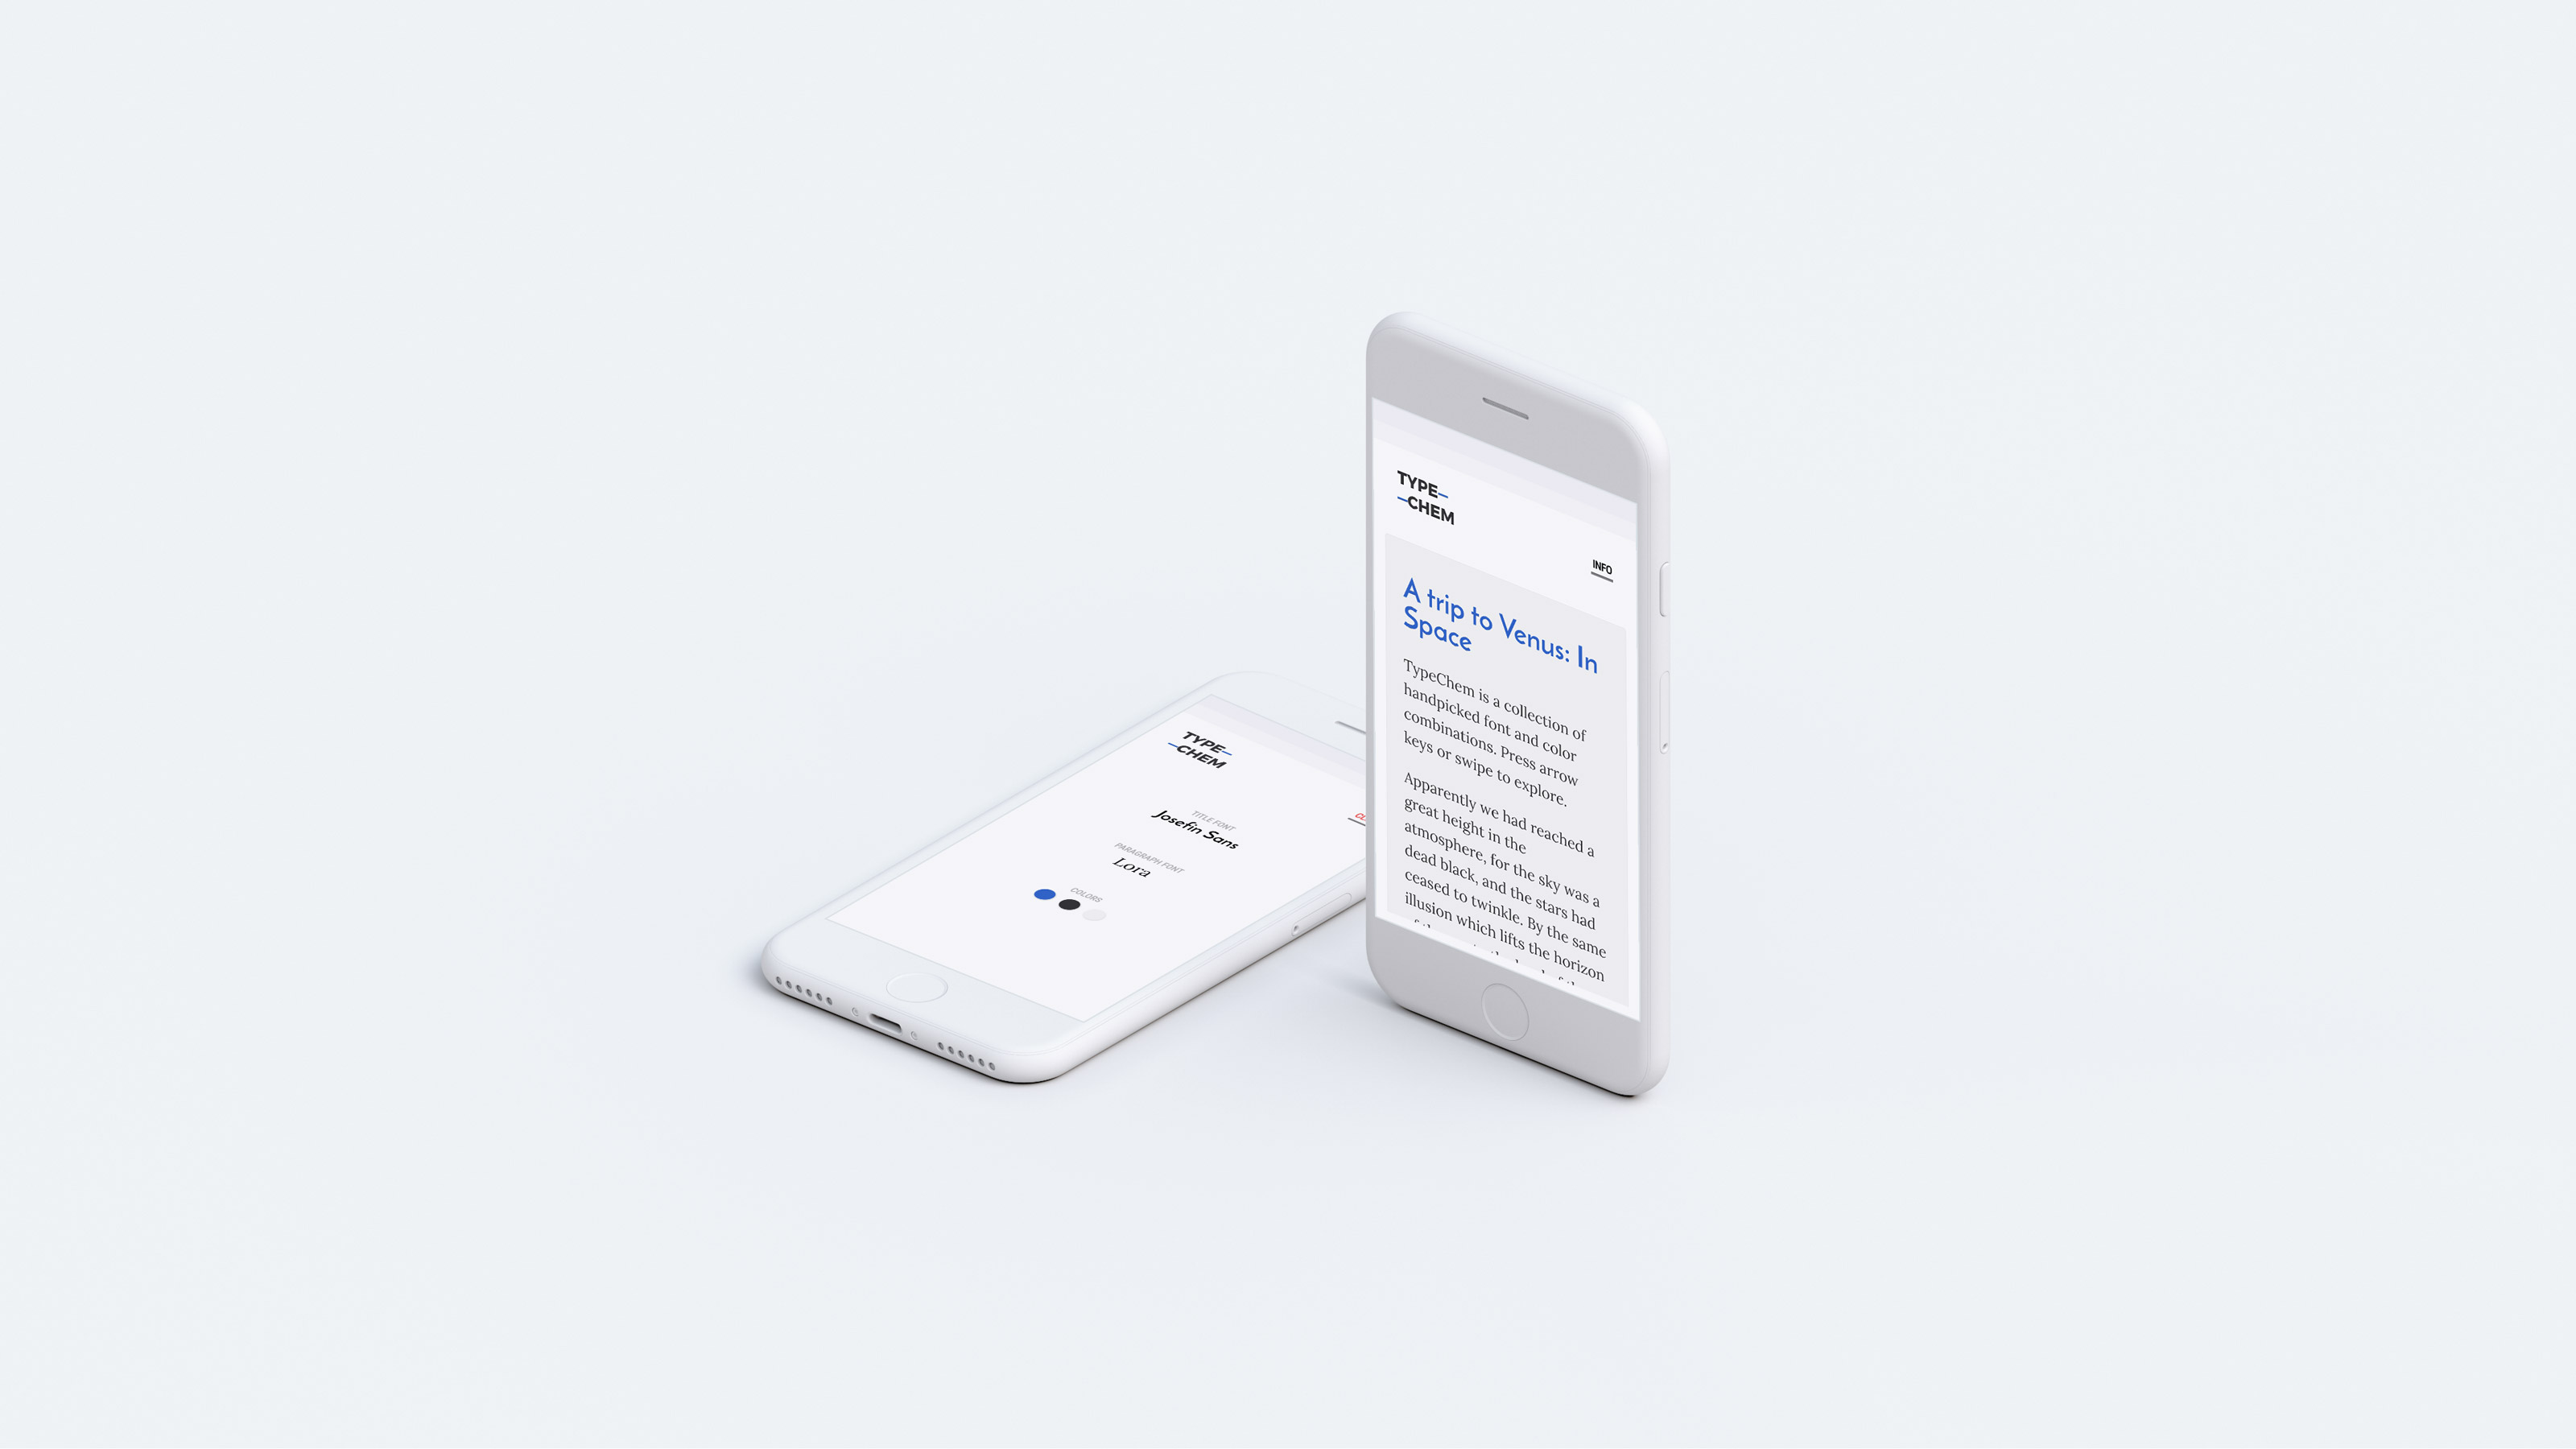 TYPE—
—CHEM
TITLE FONT
Josefin Sans
PARAGRAPH FONT
Lora
COLORS
TYPE—
—CHEM
INFO
A trip to Venus: In
Space
TypeChem is a collection of
handpicked font and color
combinations. Press arrow
keys or swipe to explore.
Apparently we had reached a
great height in the
atmosphere, for the sky was a
dead black, and the stars had
ceased to twinkle. By the same
illusion which lifts the horizon